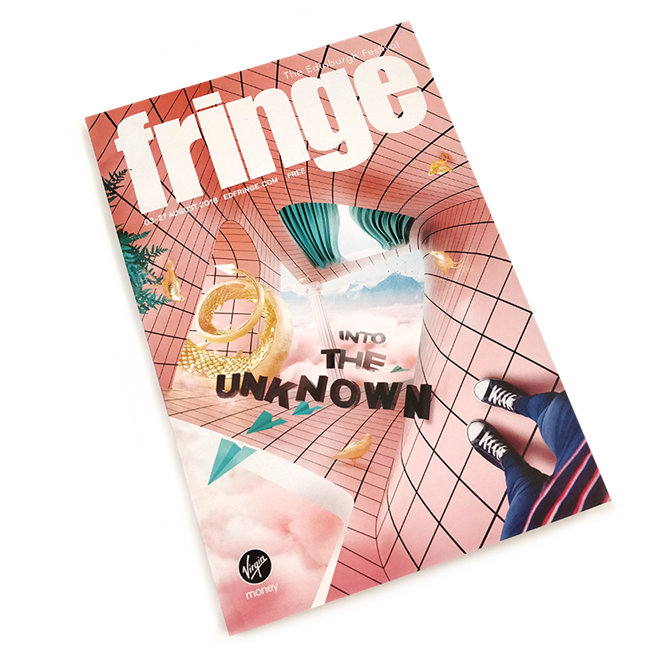 The Edinburgh Festival
fringe
03-27 AUGUST 2018 EDFRINGE.COM FREE
INTO
THE
UNKNOWN
Virgin
money